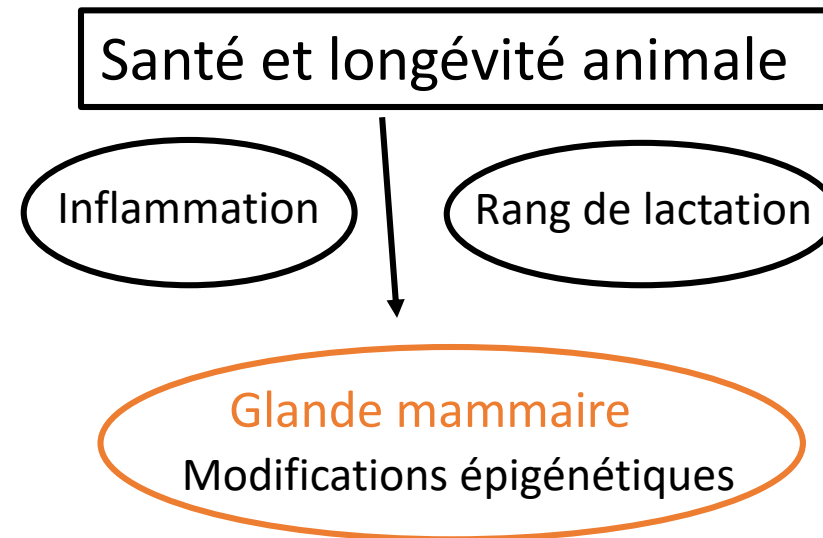 Santé et longévité animale
Inflammation
Rang de lactation
Glande mammaire
Modifications épigénétiques